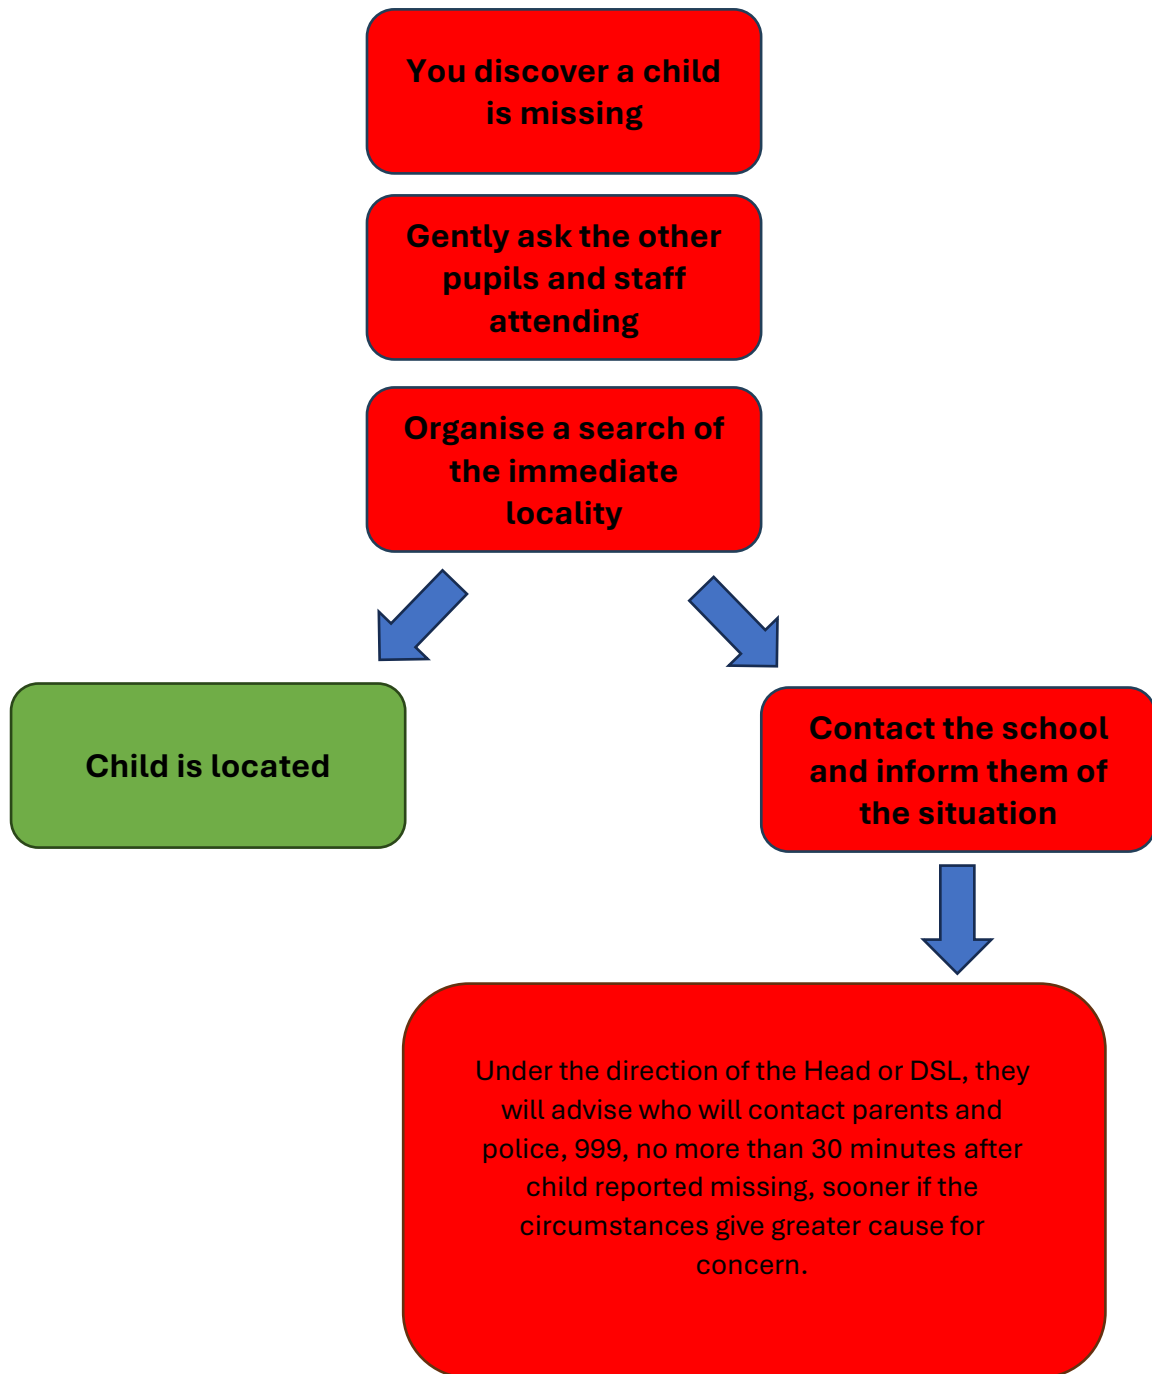 You discover a child
is missing
Gently ask the other
pupils and staff
attending
Organise a search of
the immediate
locality
Child is located
Contact the school
and inform them of
the situation
Under the direction of the Head or DSL, they
will advise who will contact parents and
police, 999, no more than 30 minutes after
child reported missing, sooner if the
circumstances give greater cause for
concern.